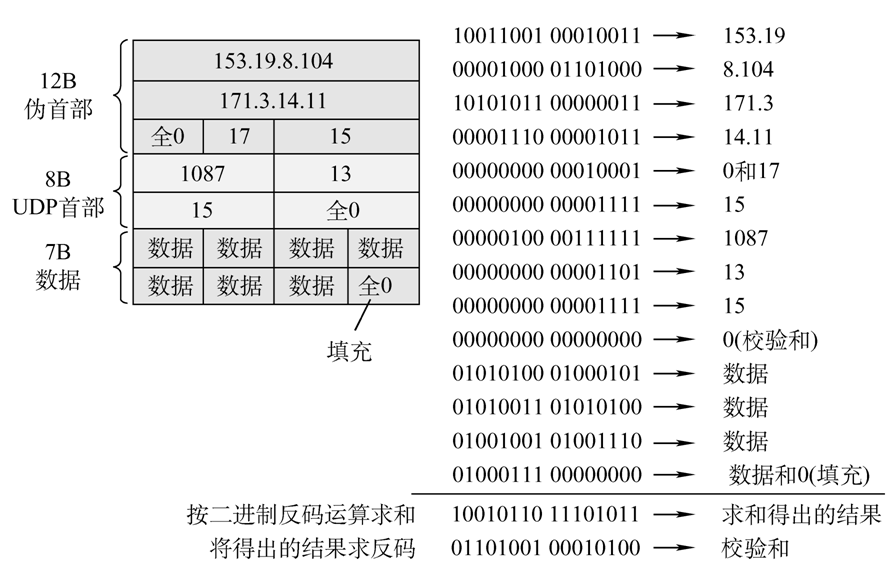 12B
伪首部
153.19.8.104
171.3.14.11
全0 17 15
8B
UDP首部
1087 13
15 全0
7B
数据
数据 数据 数据 数据
数据 数据 数据 全0
填充
10011001 00010011 → 153.19
00001000 01101000 → 8.104
10101011 00000011 → 171.3
00001110 00001011 → 14.11
00000000 00010001 → 0和17
00000000 00001111 → 15
00000100 00111111 → 1087
00000000 00001101 → 13
00000000 00001111 → 15
00000000 00000000 → 0(校验和)
01010100 01000101 → 数据
01010011 01010100 → 数据
01001001 01001110 → 数据
01000111 00000000 → 数据和0(填充)
按二进制反码运算求和 10010110 11101011 → 求和得出的结果
将得出的结果求反码 01101001 00010100 → 校验和